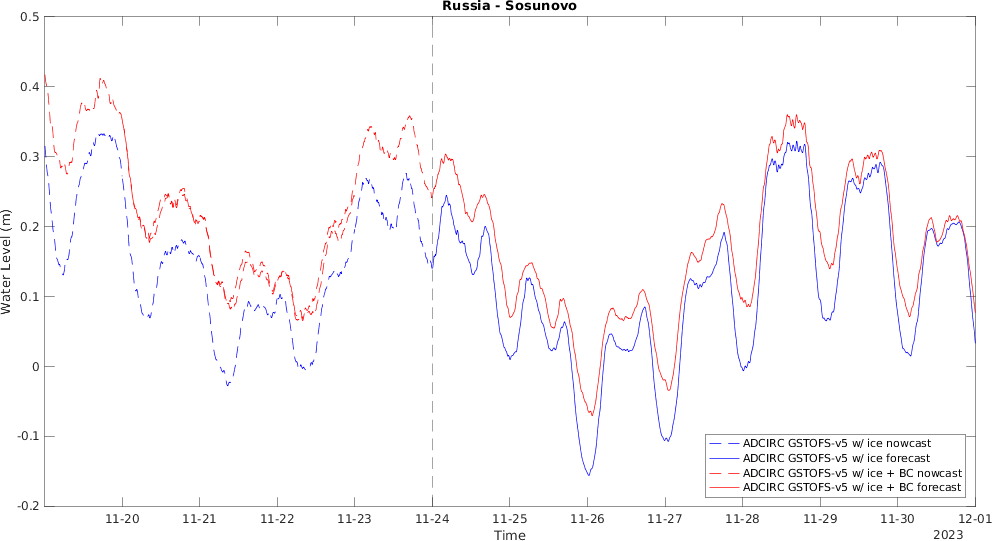 Russia - Sosunovo
0.5
0.4
0.3
0.2
0.1
0
-0.1
-0.2
Water Level (m)
ADCIRC GSTOFS-v5 w/ ice nowcast
ADCIRC GSTOFS-v5 w/ ice forecast
ADCIRC GSTOFS-v5 w/ ice + BC nowcast
ADCIRC GSTOFS-v5 w/ ice + BC forecast
11-20 11-21 11-22 11-23 11-24 11-25 11-26 11-27 11-28 11-29 11-30 12-01
Time 2023